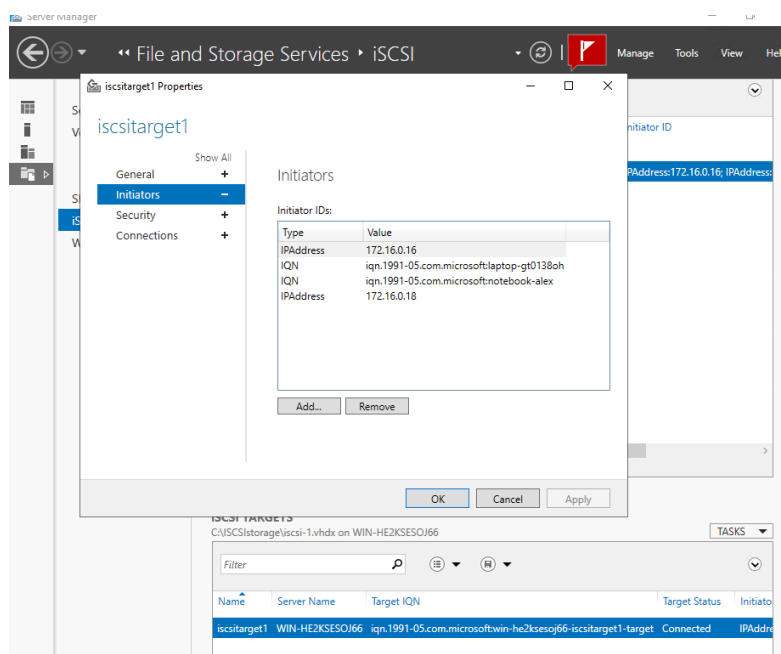 Server Manager
File and Storage Services iSCSI
Manage Tools View Hel
iscsitarget1 Properties
iscsitarget1
Show All
General +
Initiators −
Security +
Connections +
Initiators
Initiator IDs:
Type Value
IPAddress 172.16.0.16
IQN iqn.1991-05.com.microsoft:laptop-gt0138oh
IQN iqn.1991-05.com.microsoft:notebook-alex
IPAddress 172.16.0.18
Add... Remove
OK Cancel Apply
nitiator ID
PAddress:172.16.0.16; IPAddress:
iSCSI TARGETS
C:\ISCSIstorage\iscsi-1.vhdx on WIN-HE2KSESOJ66
TASKS
Filter
Name Server Name Target IQN Target Status Initiato
iscsitarget1 WIN-HE2KSESOJ66 iqn.1991-05.com.microsoft:win-he2ksesoj66-iscsitarget1-target Connected IPAddre